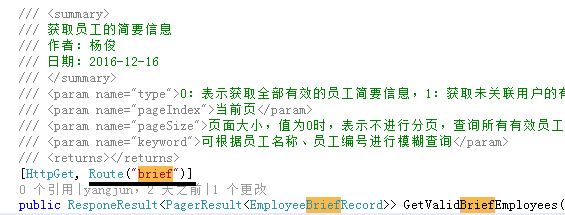 /// <summary>
/// 获取员工的简要信息
/// 作者：杨俊
/// 日期：2016-12-16
/// </summary>
/// <param name="type">0：表示获取全部有效的员工简要信息，1：获取未关联用户的有
/// <param name="pageIndex">当前页</param>
/// <param name="pageSize">页面大小，值为0时，表示不进行分页，查询所有有效员工
/// <param name="keyword">可根据员工名称、员工编号进行模糊查询</param>
/// <returns></returns>
[HttpGet, Route("brief")]
0 个引用|yangjun，2 天之前|1 个更改
public ResponeResult<PagerResult<EmployeeBriefRecord>> GetValidBriefEmployees(